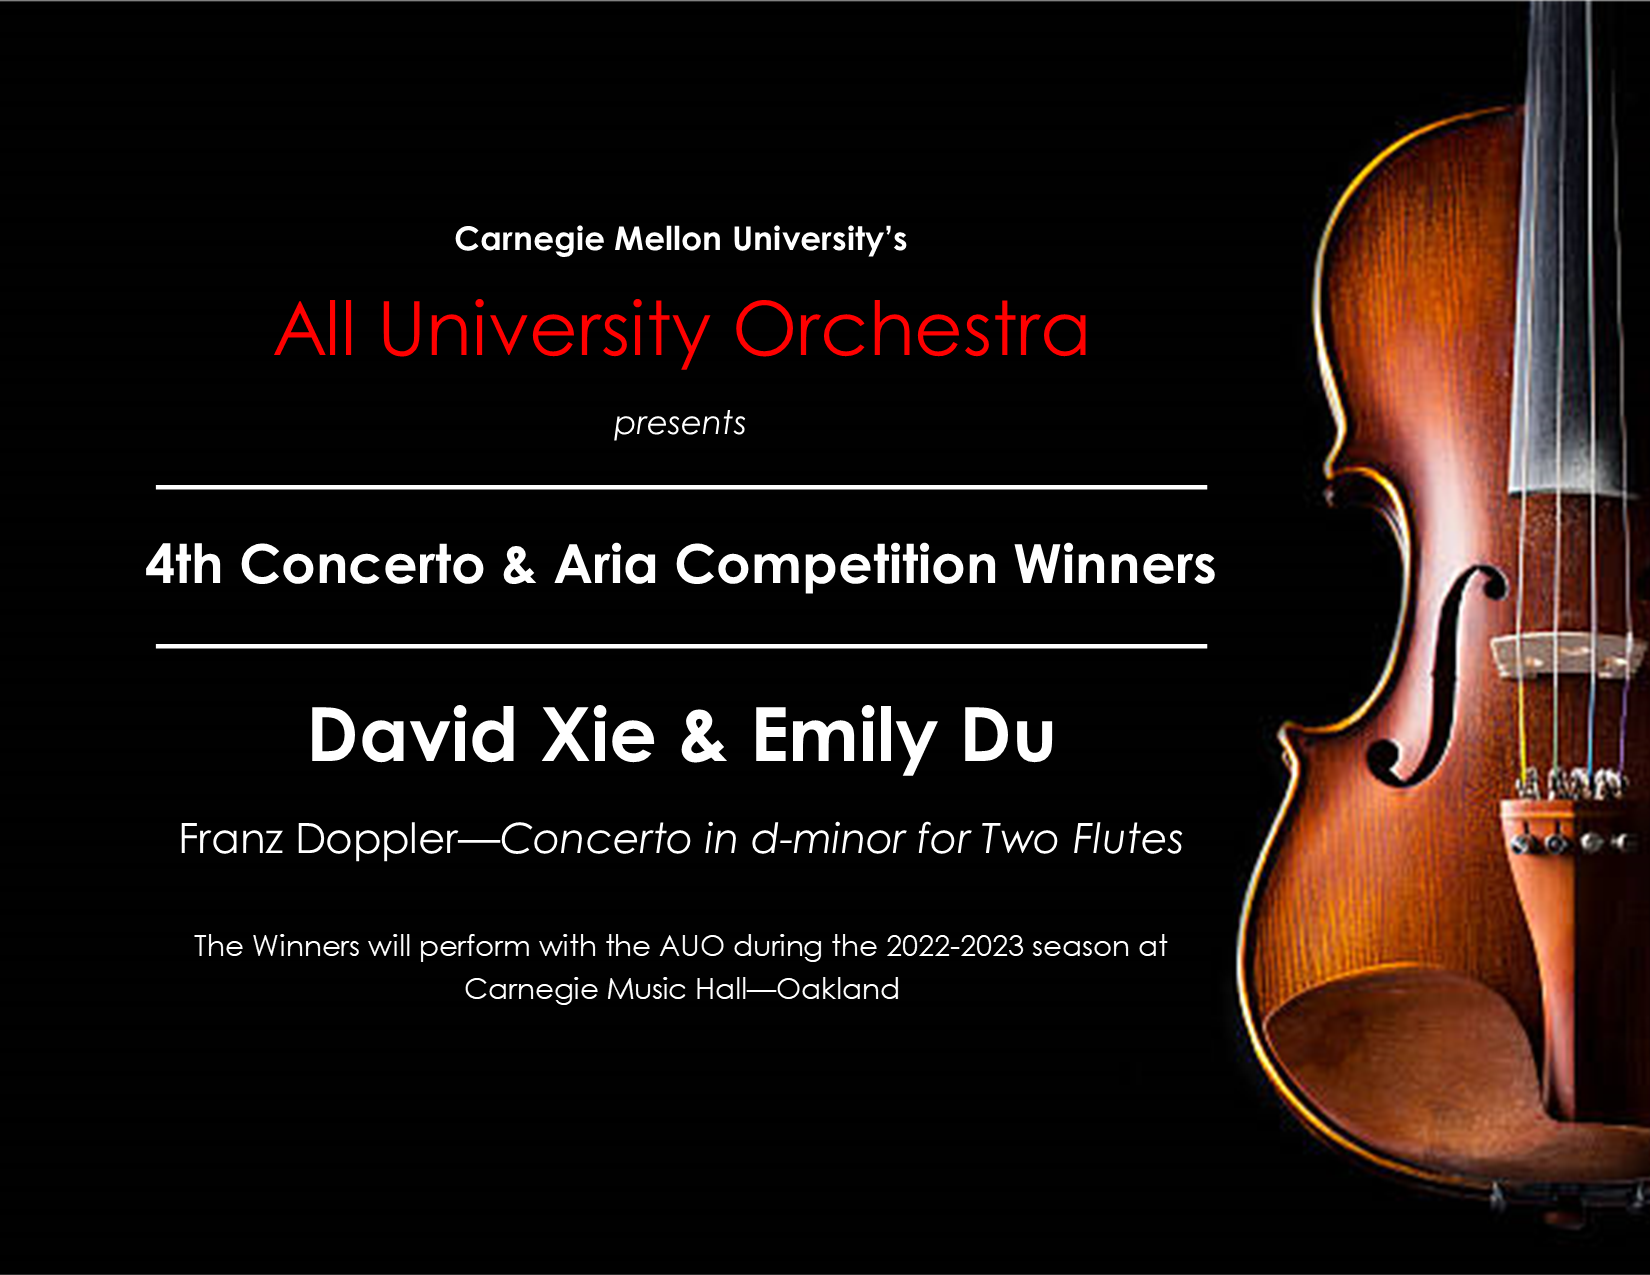 Carnegie Mellon University’s
All University Orchestra
presents
4th Concerto & Aria Competition Winners
David Xie & Emily Du
Franz Doppler—Concerto in d-minor for Two Flutes
The Winners will perform with the AUO during the 2022-2023 season at
Carnegie Music Hall—Oakland